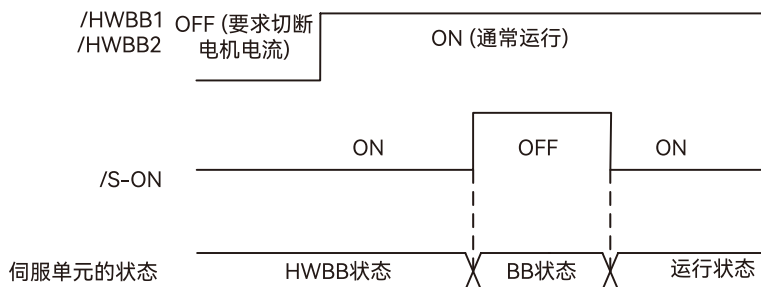 /HWBB1
/HWBB2
OFF (要求切断
电机电流)
ON (通常运行)
ON
OFF
ON
/S-ON
伺服单元的状态
HWBB状态
BB状态
运行状态